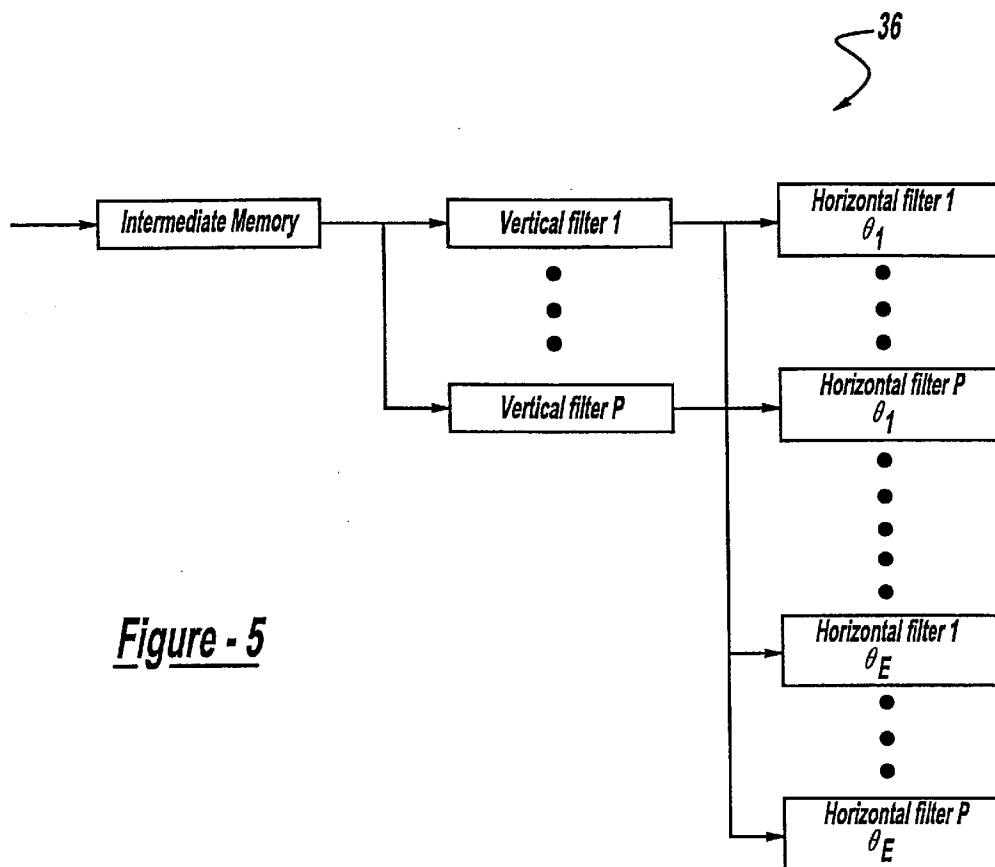 36
Intermediate Memory
Vertical filter 1
Horizontal filter 1
θ1
Vertical filter P
Horizontal filter P
θ1
Figure - 5
Horizontal filter 1
θE
Horizontal filter P
θE